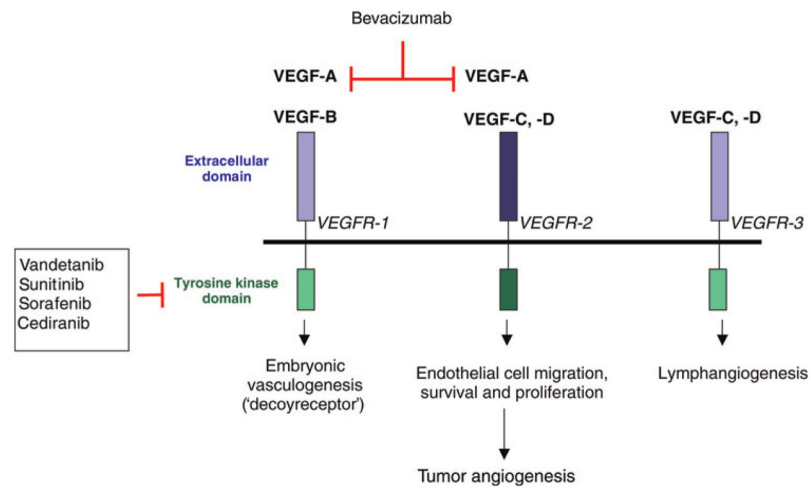 Bevacizumab
VEGF-A
VEGF-A
VEGF-B
VEGF-C, -D
VEGF-C, -D
Extracellular
domain
VEGFR-1
VEGFR-2
VEGFR-3
Vandetanib
Sunitinib
Sorafenib
Cediranib
Tyrosine kinase
domain
Embryonic
vasculogenesis
(‘decoyreceptor’)
Endothelial cell migration,
survival and proliferation
Lymphangiogenesis
Tumor angiogenesis